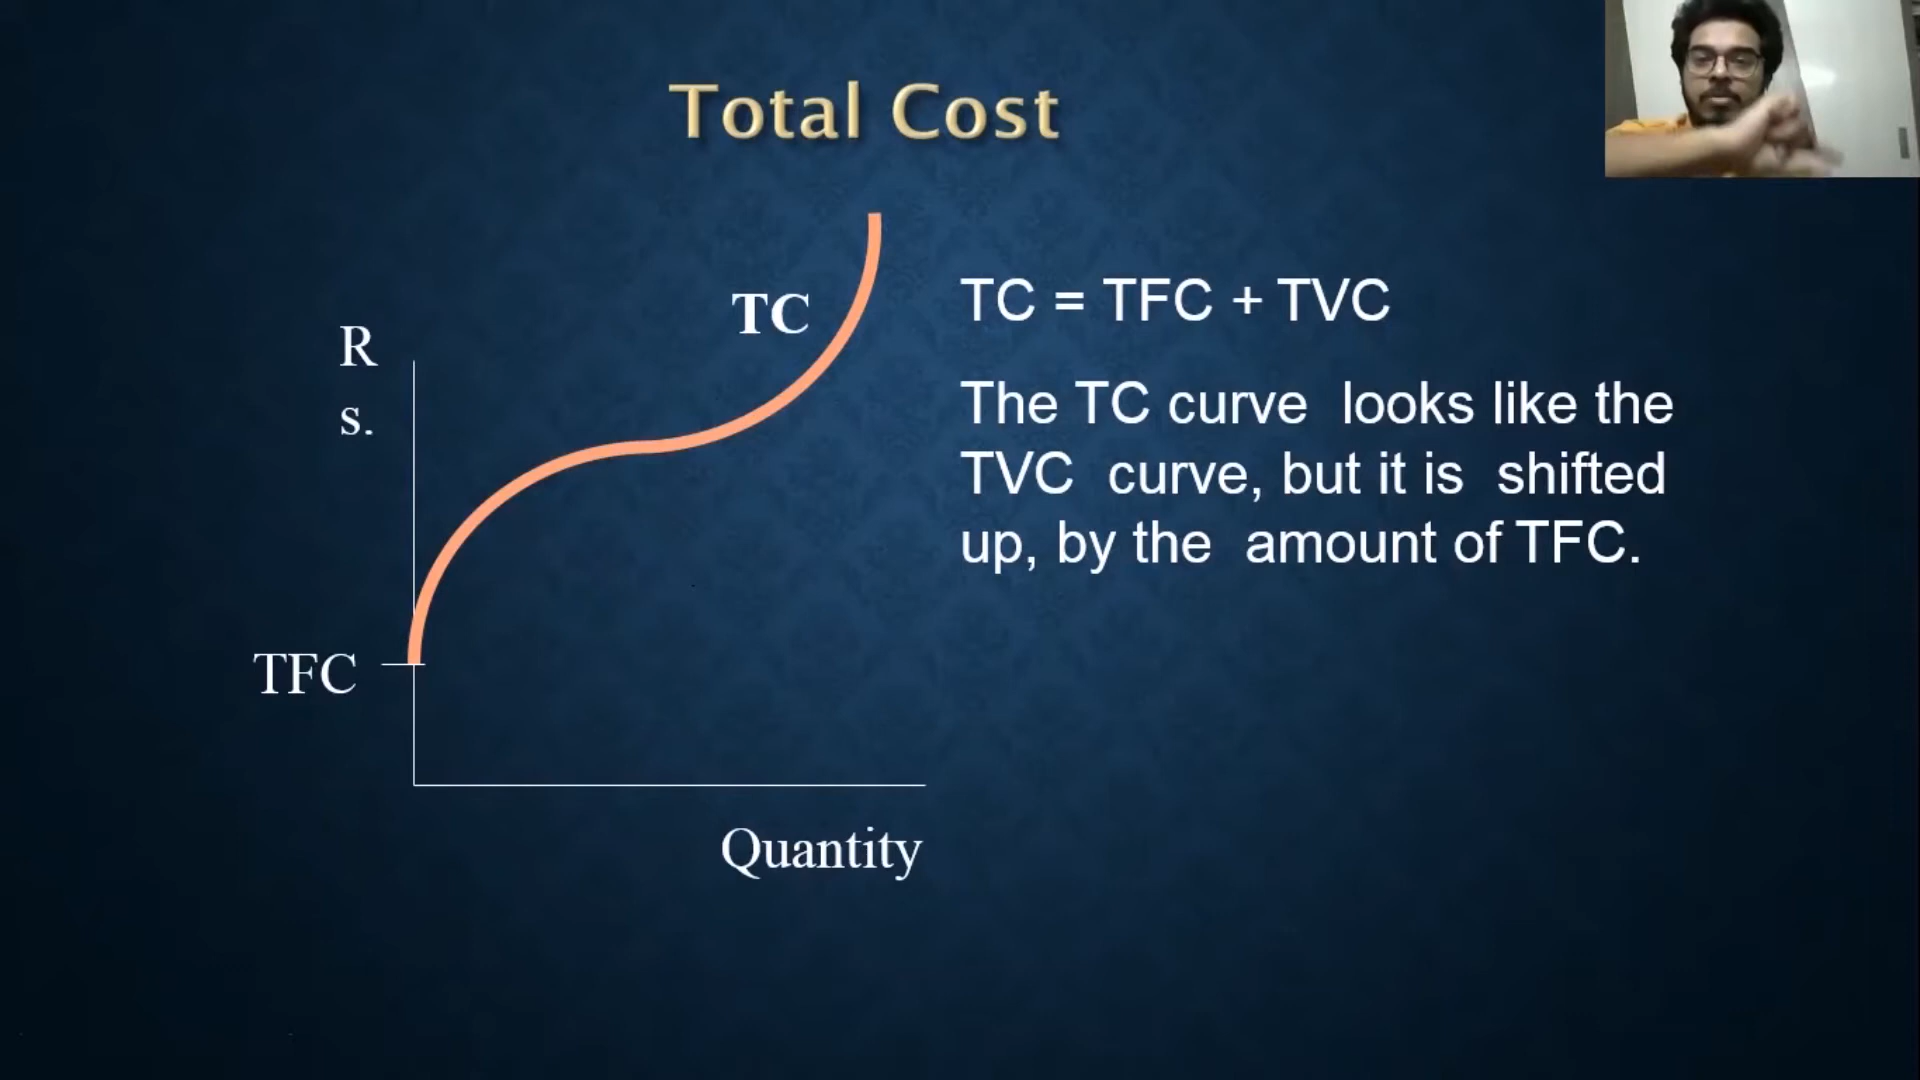 Total Cost
TC
R
s.
TFC
Quantity
TC = TFC + TVC
The TC curve looks like the
TVC curve, but it is shifted
up, by the amount of TFC.